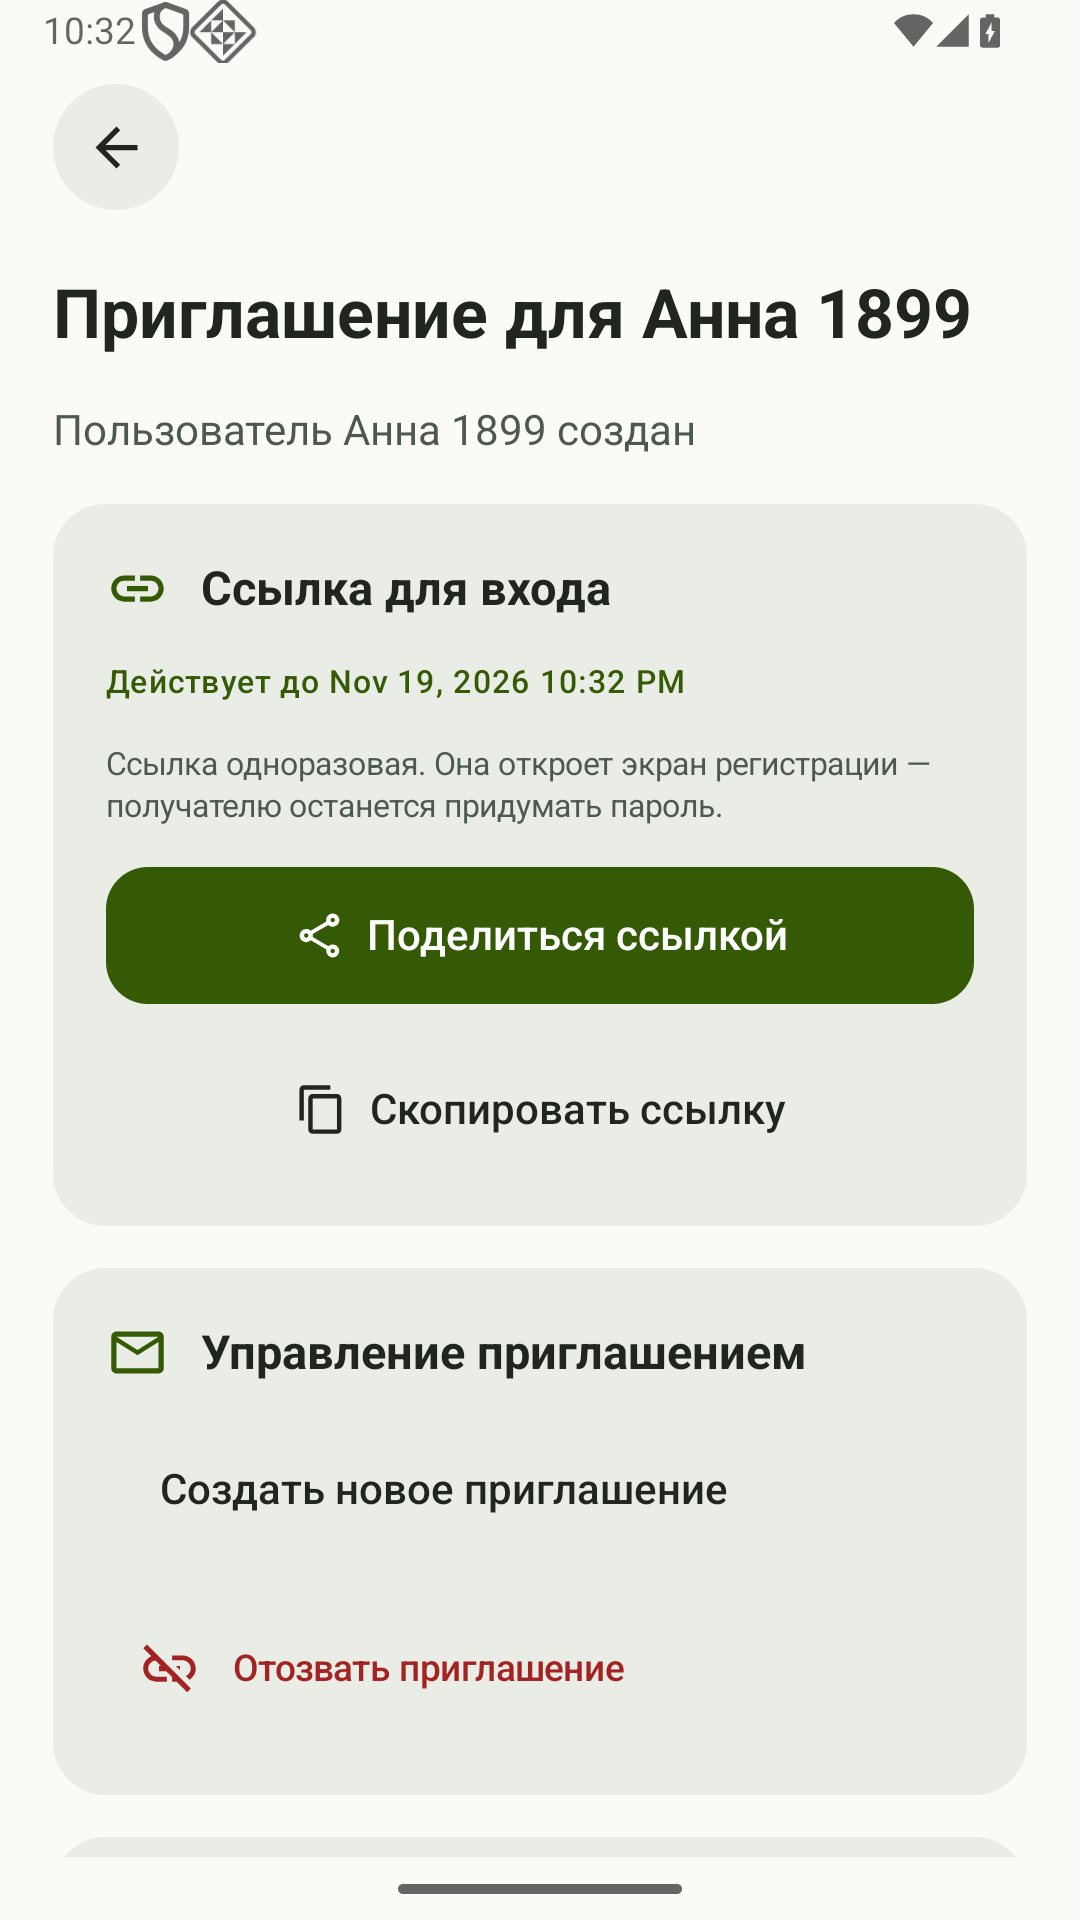 10:32
Приглашение для Анна 1899
Пользователь Анна 1899 создан
Ссылка для входа
Действует до Nov 19, 2026 10:32 PM
Ссылка одноразовая. Она откроет экран регистрации —
получателю останется придумать пароль.
Поделиться ссылкой
Скопировать ссылку
Управление приглашением
Создать новое приглашение
Отозвать приглашение